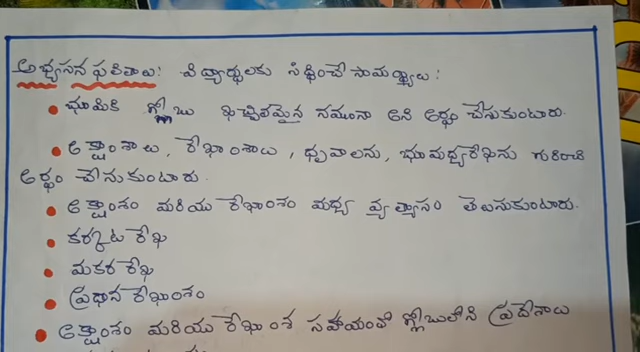 అభ్యసన ఫలితాలు: విద్యార్థులకు సిద్ధించే సామర్థ్యాలు:
• భూమికి గ్లోబు ఖచ్చితమైన నమూనా అని అర్థం చేసుకుంటారు.
• అక్షాంశాలు, రేఖాంశాలు, ధృవాలను, భూమధ్యరేఖను గురించి
అర్థం చేసుకుంటారు.
• అక్షాంశం మరియు రేఖాంశం మధ్య వ్యత్యాసం తెలుసుకుంటారు.
• కర్కట రేఖ
• మకర రేఖ
• ప్రధాన రేఖాంశం
• అక్షాంశం మరియు రేఖాంశ సహాయంతో గ్లోబులోని ప్రదేశాలు